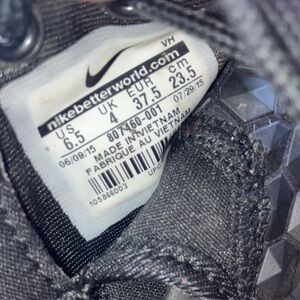 VH
nikebetterworld.com
US UK EUR cm
6.5 4 37.5 23.5
06/09/15 807460-001 07/29/15
MADE IN VIETNAM
FABRIQUE AU VIETNAM
105866003